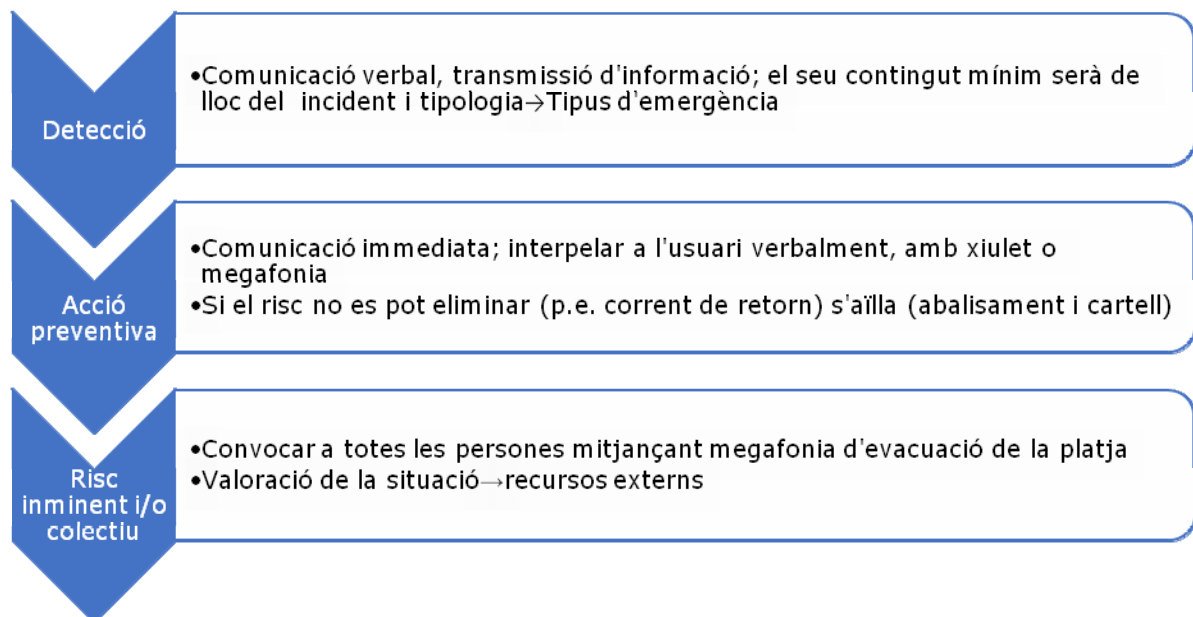 Detecció
•Comunicació verbal, transmissió d'informació; el seu contingut mínim serà de
lloc del incident i tipologia→Tipus d'emergència
Acció
preventiva
•Comunicació immediata; interpelar a l'usuari verbalment, amb xiulet o
megafonia
•Si el risc no es pot eliminar (p.e. corrent de retorn) s'aïlla (abalisament i cartell)
Risc
inminent i/o
colectiu
•Convocar a totes les persones mitjançant megafonia d'evacuació de la platja
•Valoració de la situació→recursos externs